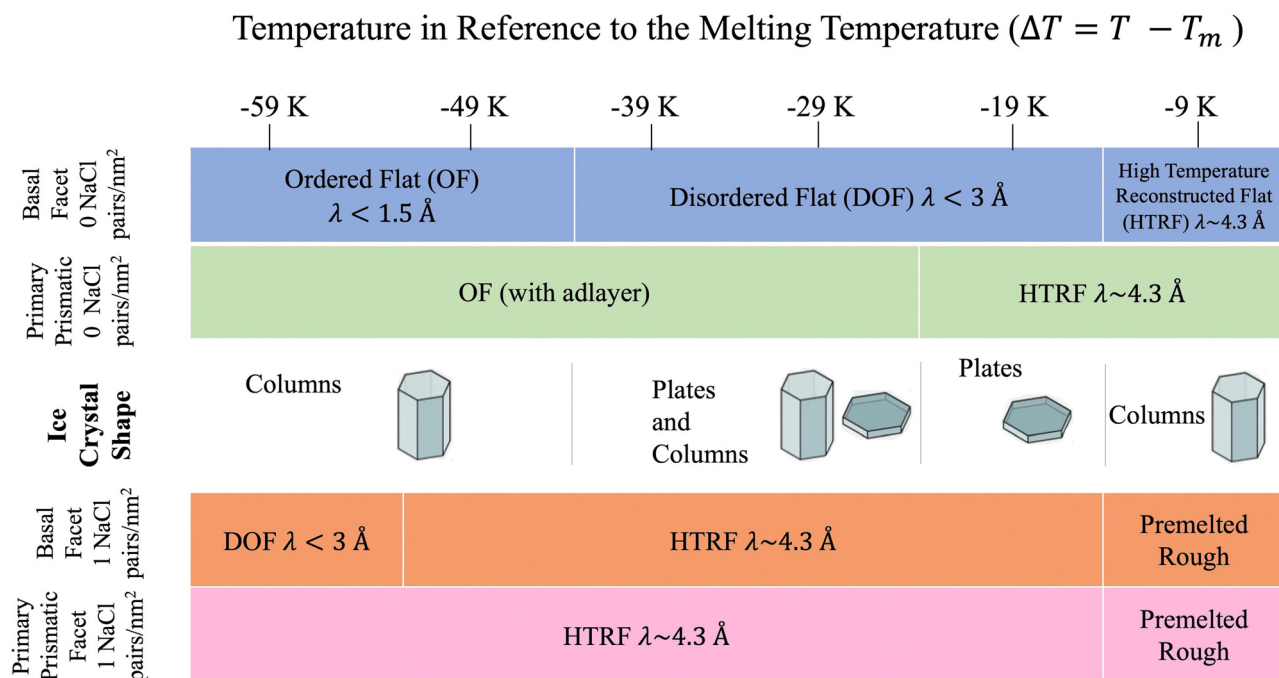 Temperature in Reference to the Melting Temperature (ΔT = T − Tₘ )
-59 K
-49 K
-39 K
-29 K
-19 K
-9 K
Basal
Facet
0 NaCl
pairs/nm²
Ordered Flat (OF)
λ < 1.5 Å
Disordered Flat (DOF) λ < 3 Å
High Temperature
Reconstructed Flat
(HTRF) λ~4.3 Å
Primary
Prismatic
0 NaCl
pairs/nm²
OF (with adlayer)
HTRF λ~4.3 Å
Ice
Crystal
Shape
Columns
Plates
and
Columns
Plates
Columns
Basal
Facet
1 NaCl
pairs/nm²
DOF λ < 3 Å
HTRF λ~4.3 Å
Premelted
Rough
Primary
Prismatic
Facet
1 NaCl
pairs/nm²
HTRF λ~4.3 Å
Premelted
Rough